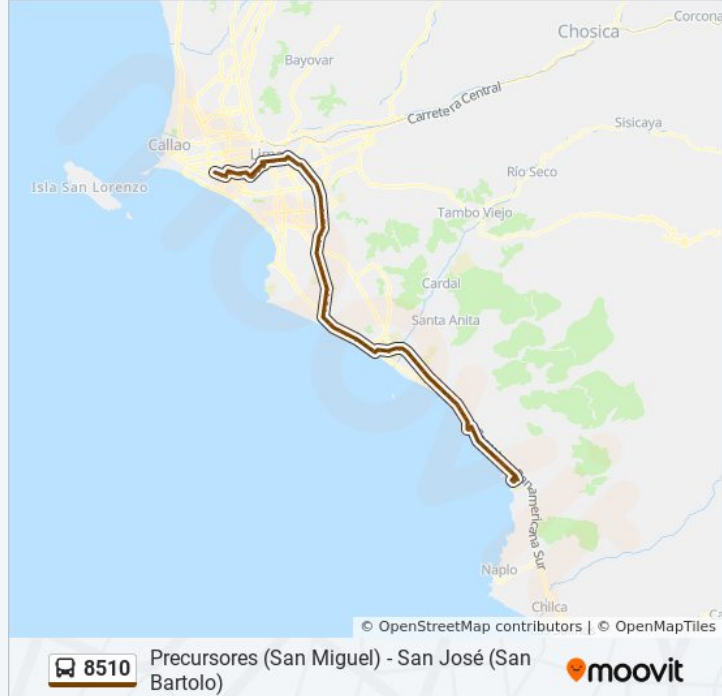 Chosica
Corcona
Bayovar
Carretera Central
Sisicaya
Callao
Lima
Río Seco
Isla San Lorenzo
Tambo Viejo
Cardal
Santa Anita
Panamericana Sur
Naplo
Chilca
© OpenStreetMap contributors | © OpenMapTiles
8510
Precursores (San Miguel) - San José (San
Bartolo)
moovit